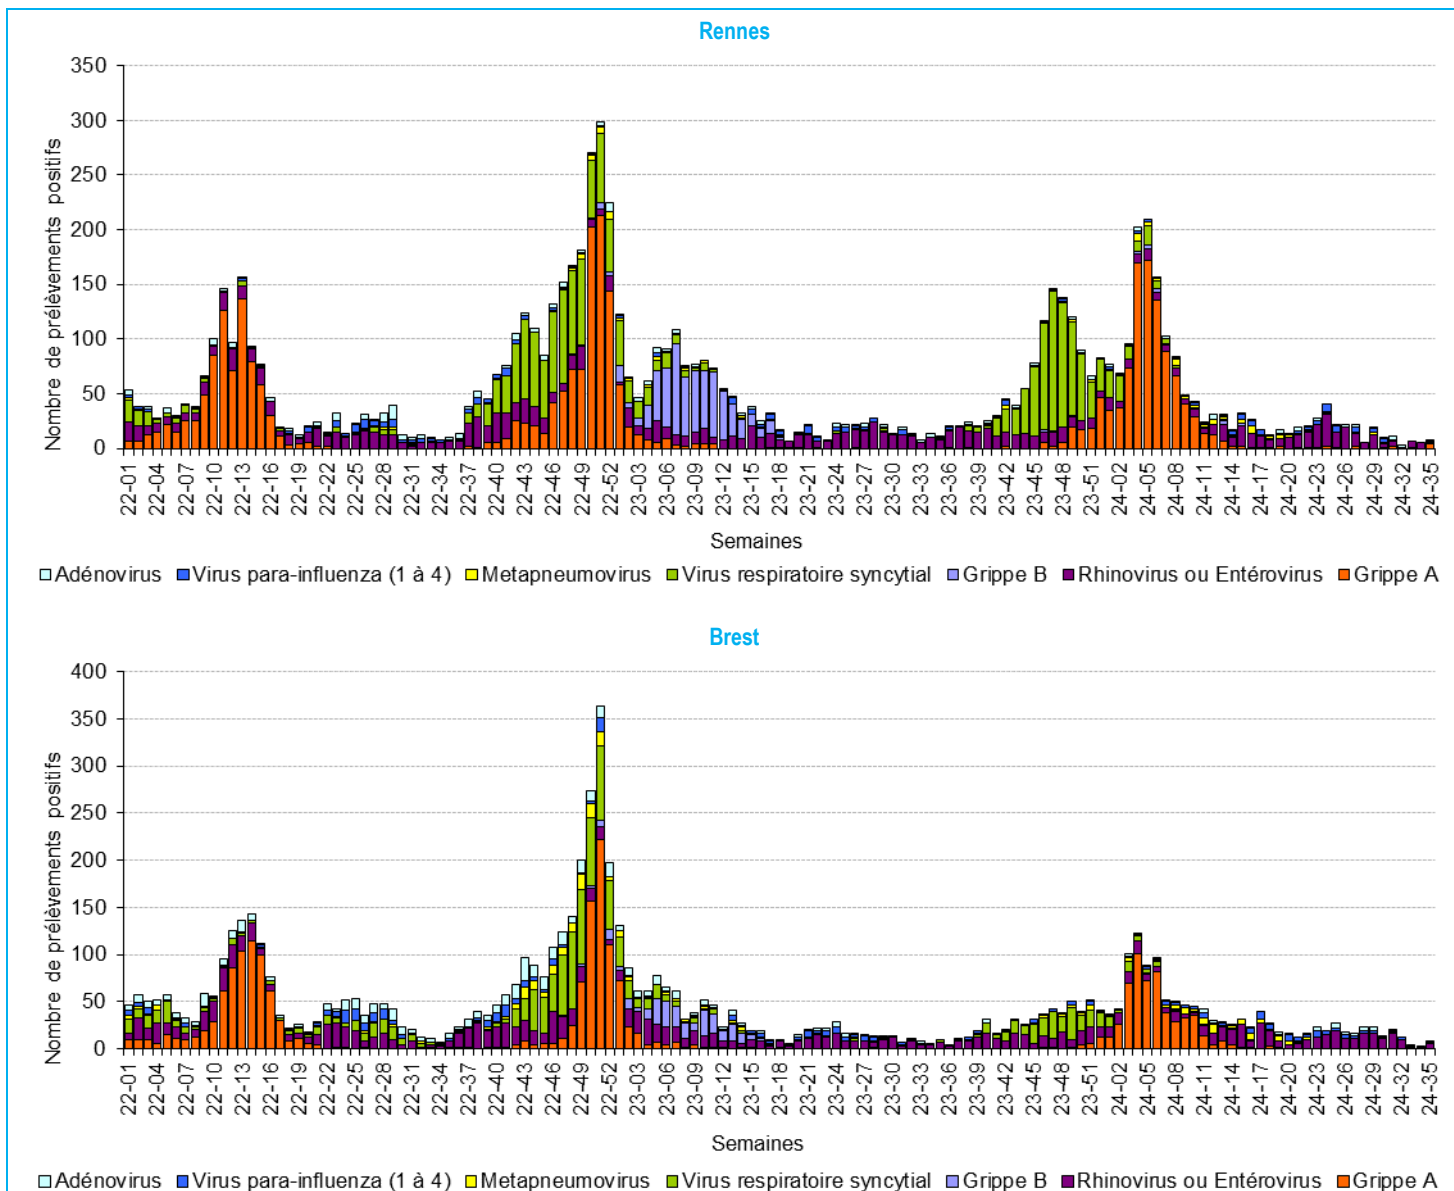 Rennes
350
300
250
200
150
100
50
0
Nombre de prélèvements positifs
22-01 22-04 22-07 22-10 22-13 22-16 22-19 22-22 22-25 22-28 22-31 22-34 22-37 22-40 22-43 22-46 22-49 22-52 23-03 23-06 23-09 23-12 23-15 23-18 23-21 23-24 23-27 23-30 23-33 23-36 23-39 23-42 23-45 23-48 23-51 24-02 24-05 24-08 24-11 24-14 24-17 24-20 24-23 24-26 24-29 24-32 24-35
Semaines
Adénovirus Virus para-influenza (1 à 4) Metapneumovirus Virus respiratoire syncytial Grippe B Rhinovirus ou Entérovirus Grippe A
Brest
400
350
300
250
200
150
100
50
0
Nombre de prélèvements positifs
22-01 22-04 22-07 22-10 22-13 22-16 22-19 22-22 22-25 22-28 22-31 22-34 22-37 22-40 22-43 22-46 22-49 22-52 23-03 23-06 23-09 23-12 23-15 23-18 23-21 23-24 23-27 23-30 23-33 23-36 23-39 23-42 23-45 23-48 23-51 24-02 24-05 24-08 24-11 24-14 24-17 24-20 24-23 24-26 24-29 24-32 24-35
Semaines
Adénovirus Virus para-influenza (1 à 4) Metapneumovirus Virus respiratoire syncytial Grippe B Rhinovirus ou Entérovirus Grippe A